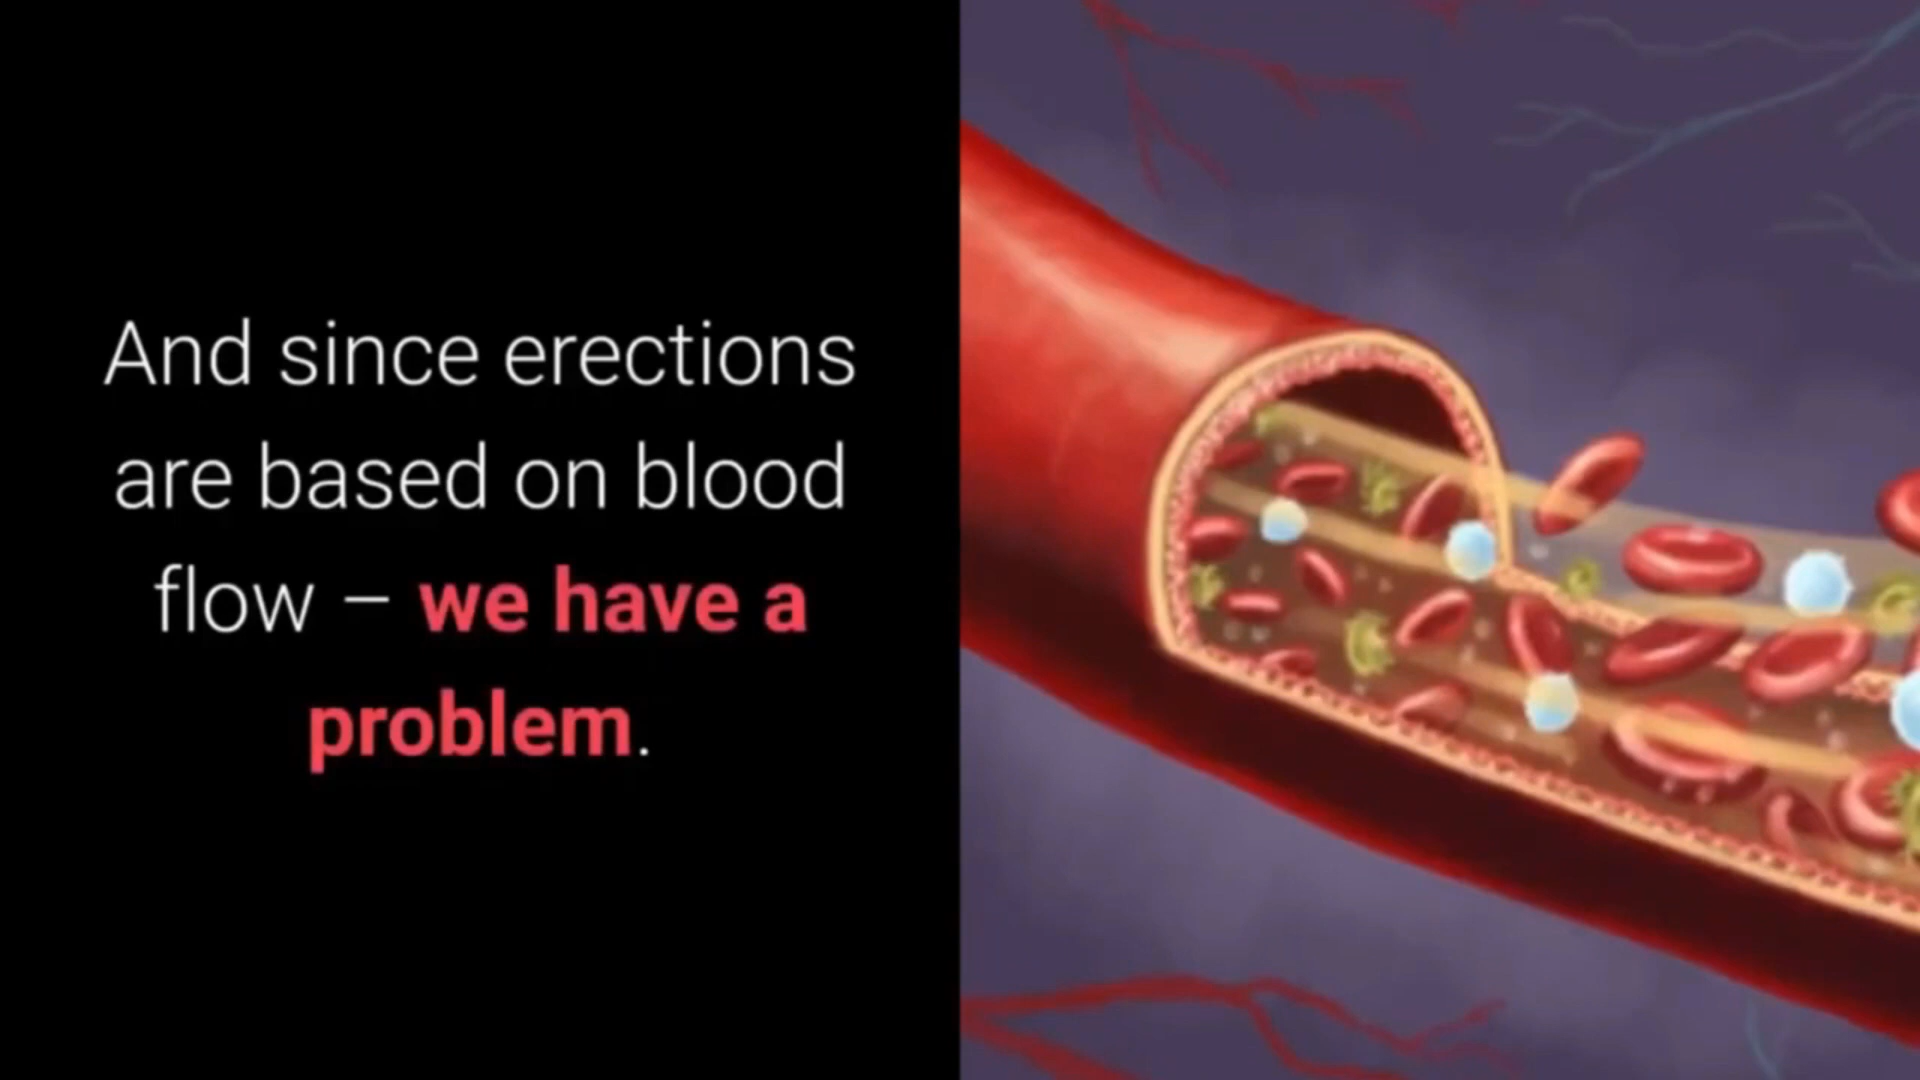 And since erections
are based on blood
flow – we have a
problem.